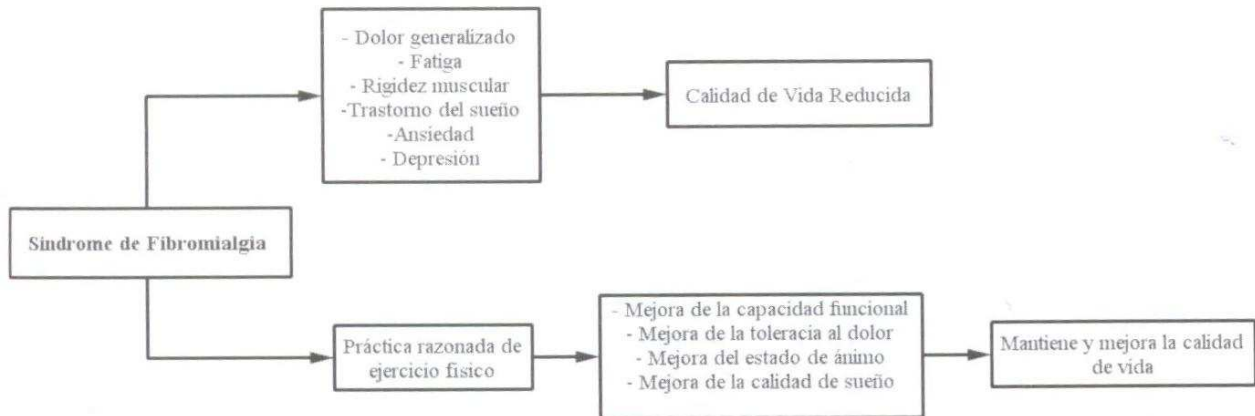 - Dolor generalizado
- Fatiga
- Rigidez muscular
-Trastorno del sueño
-Ansiedad
- Depresión
Calidad de Vida Reducida
Síndrome de Fibromialgia
Práctica razonada de
ejercicio físico
- Mejora de la capacidad funcional
- Mejora de la toleracia al dolor
- Mejora del estado de ánimo
- Mejora de la calidad de sueño
Mantiene y mejora la calidad
de vida